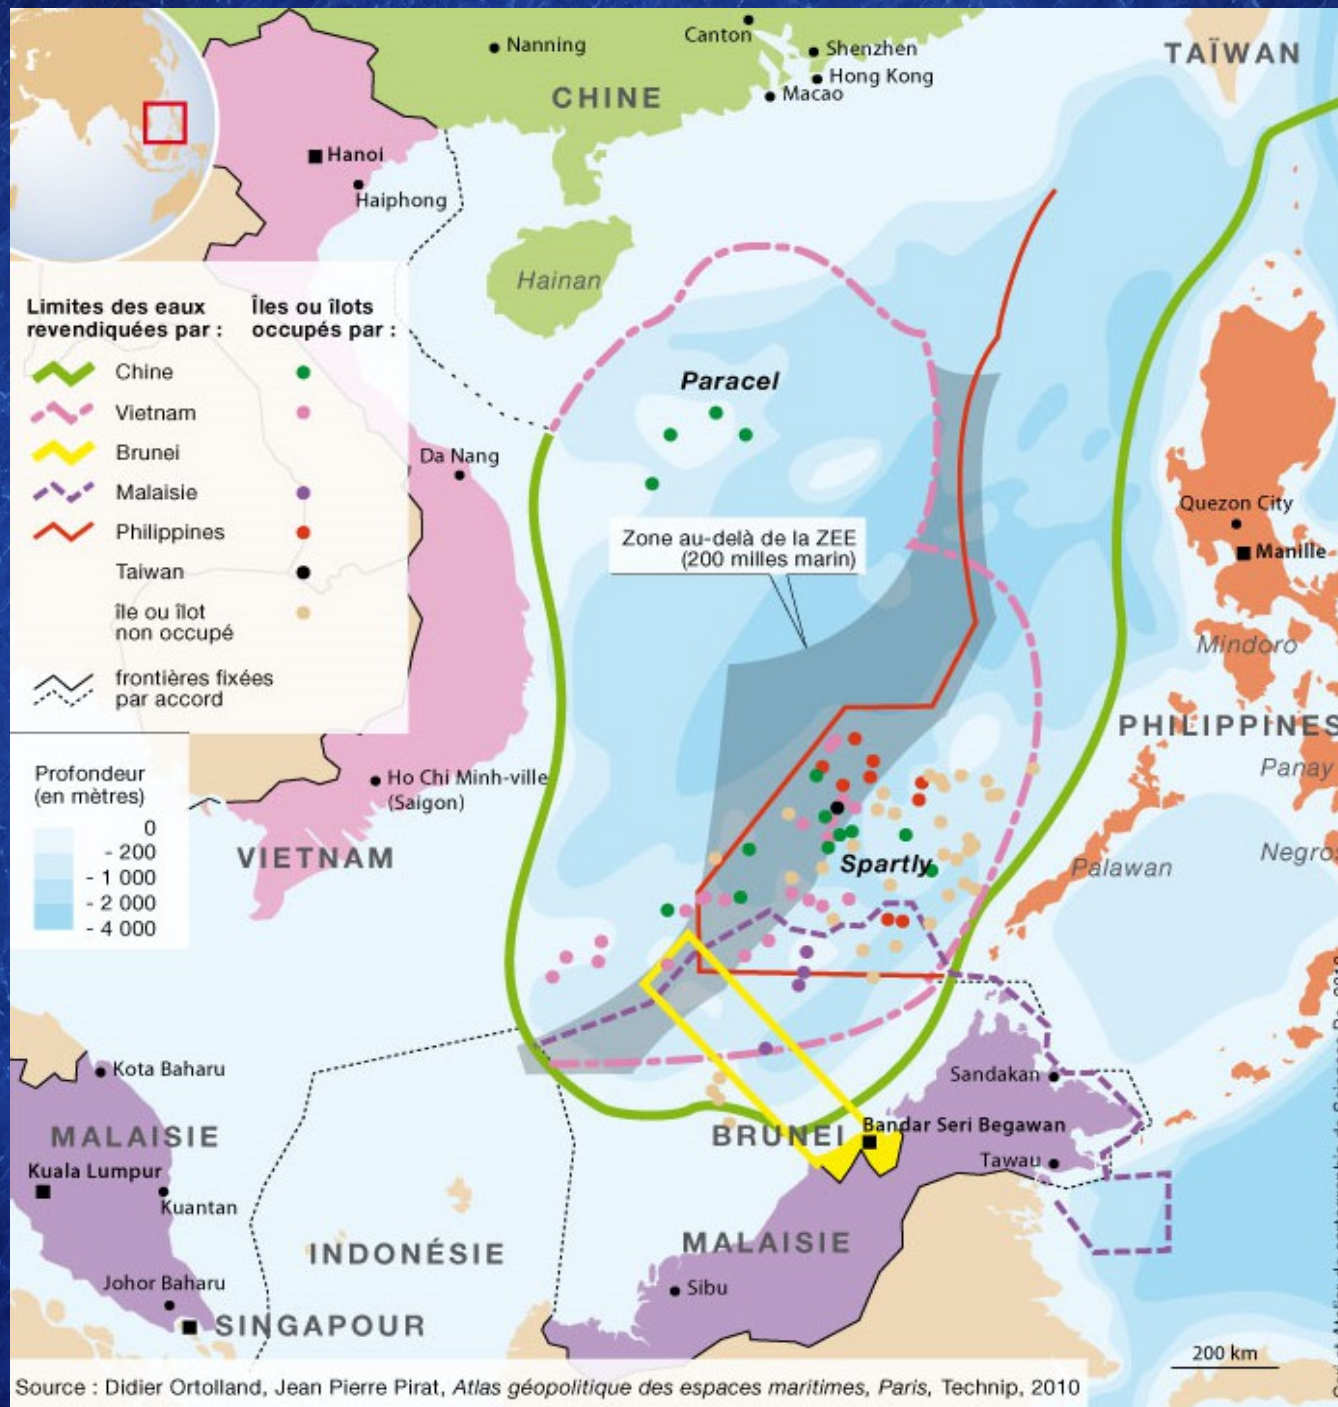 Nanning
Canton
Shenzhen
Hong Kong
Macao
TAÏWAN
CHINE
Hanoi
Haiphong
Hainan
Limites des eaux
revendiquées par :
Îles ou îlots
occupés par :
Chine
Vietnam
Brunei
Malaisie
Philippines
Taiwan
île ou îlot
non occupé
frontières fixées
par accord
Paracel
Da Nang
Zone au-delà de la ZEE
(200 milles marin)
Quezon City
Manille
Mindoro
PHILIPPINES
Panay
Negros
Palawan
Profondeur
(en mètres)
0
- 200
- 1 000
- 2 000
- 4 000
Ho Chi Minh-ville
(Saigon)
VIETNAM
Spartly
Kota Baharu
MALAISIE
Kuala Lumpur
Kuantan
Johor Baharu
SINGAPOUR
INDONÉSIE
BRUNEI
Bandar Seri Begawan
Sandakan
Tawau
MALAISIE
Sibu
200 km
Source : Didier Ortolland, Jean Pierre Pirat, Atlas géopolitique des espaces maritimes, Paris, Technip, 2010